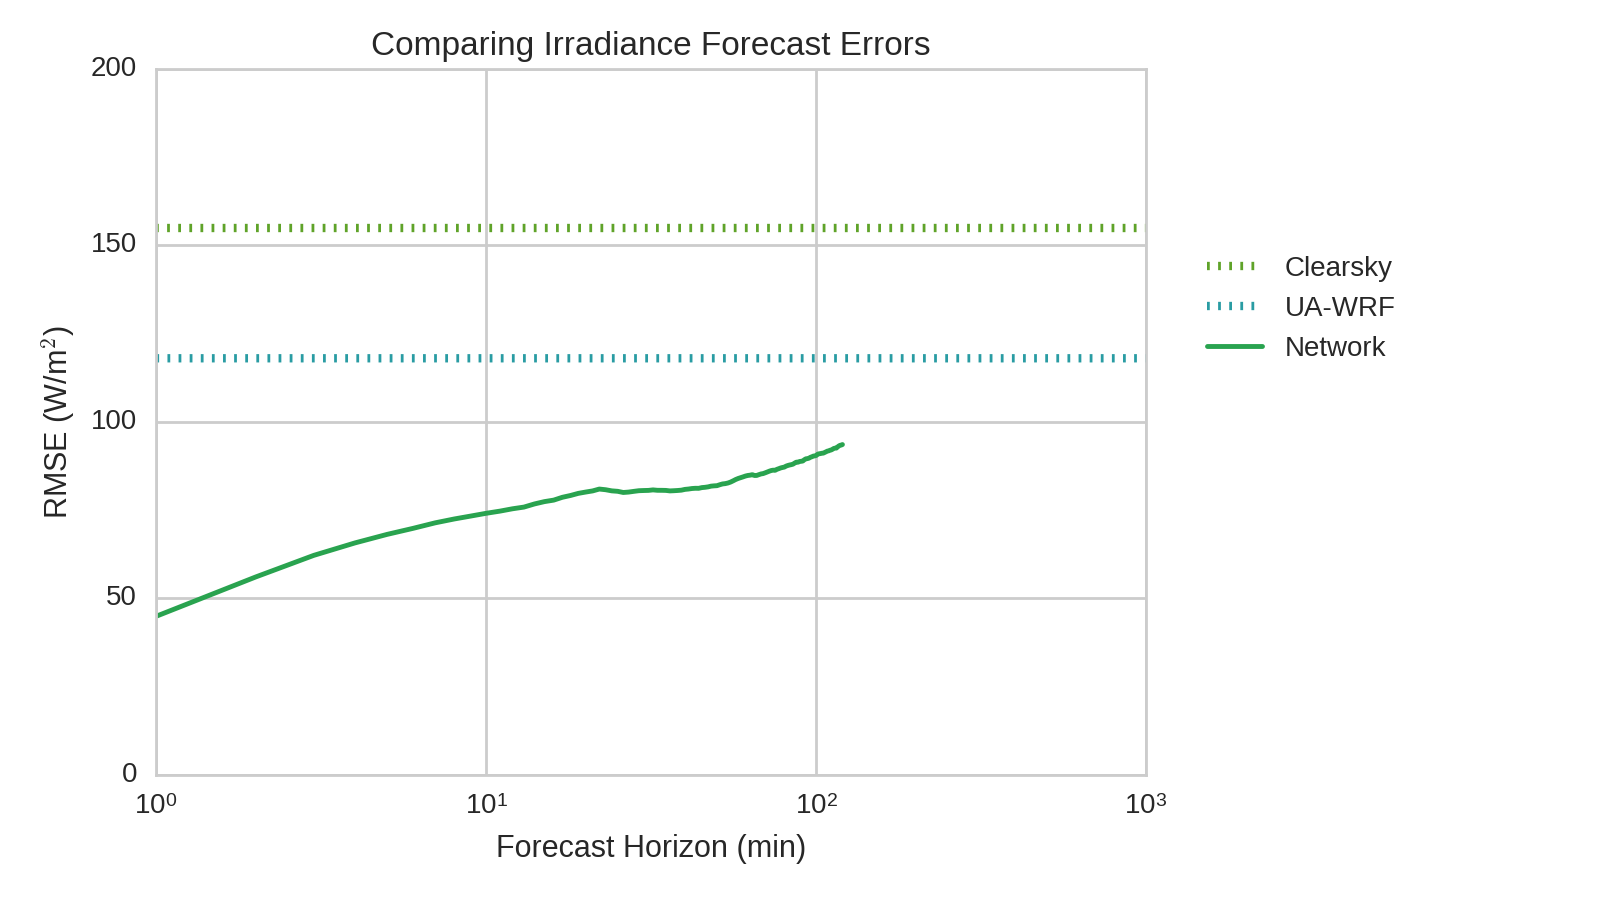 Comparing Irradiance Forecast Errors
200
150
100
50
0
RMSE (W/m²)
10⁰ 10¹ 10² 10³
Forecast Horizon (min)
Clearsky
UA-WRF
Network